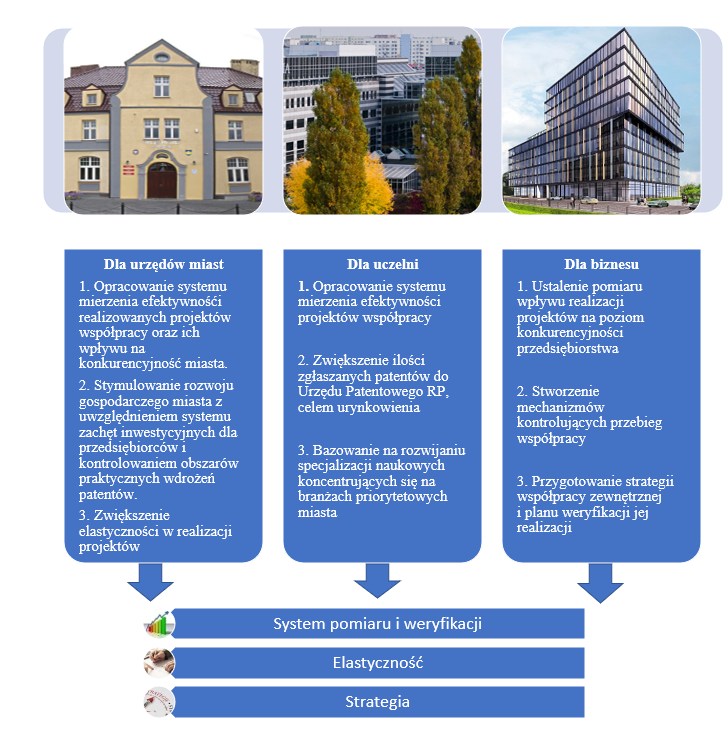 Dla urzędów miast
1. Opracowanie systemu
mierzenia efektywnośći
realizowanych projektów
współpracy oraz ich
wpływu na
konkurencyjność miasta.
2. Stymulowanie rozwoju
gospodarczego miasta z
uwzględnieniem systemu
zachęt inwestycyjnych dla
przedsiębiorców i
kontrolowaniem obszarów
praktycznych wdrożeń
patentów.
3. Zwiększenie
elastyczności w realizacji
projektów
Dla uczelni
1. Opracowanie systemu
mierzenia efektywności
projektów współpracy
2. Zwiększenie ilości
zgłaszanych patentów do
Urzędu Patentowego RP,
celem urynkowienia
3. Bazowanie na rozwijaniu
specjalizacji naukowych
koncentrujących się na
branżach priorytetowych
miasta
Dla biznesu
1. Ustalenie pomiaru
wpływu realizacji
projektów na poziom
konkurencyjności
przedsiębiorstwa
2. Stworzenie
mechanizmów
kontrolujących przebieg
współpracy
3. Przygotowanie strategii
współpracy zewnętrznej
i planu weryfikacji jej
realizacji
System pomiaru i weryfikacji
Elastyczność
Strategia